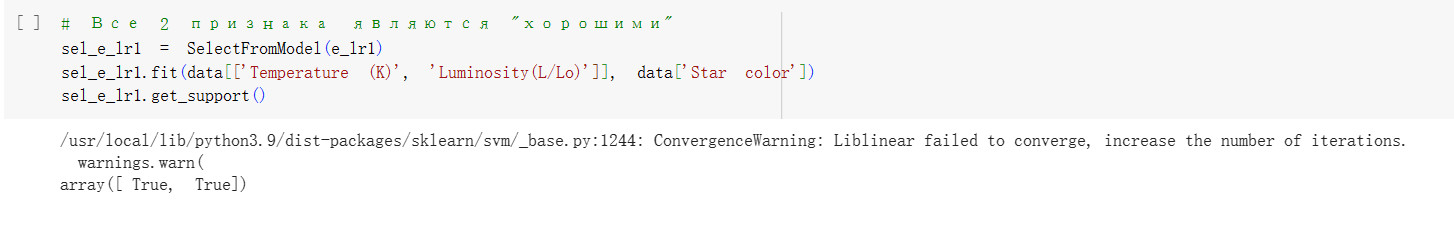 [ ] # Все 2 признака являются "хорошими"
sel_e_lr1 = SelectFromModel(e_lr1)
sel_e_lr1.fit(data[['Temperature (K)', 'Luminosity(L/Lo)']], data['Star color'])
sel_e_lr1.get_support()
/usr/local/lib/python3.9/dist-packages/sklearn/svm/_base.py:1244: ConvergenceWarning: Liblinear failed to converge, increase the number of iterations.
warnings.warn(
array([ True, True])